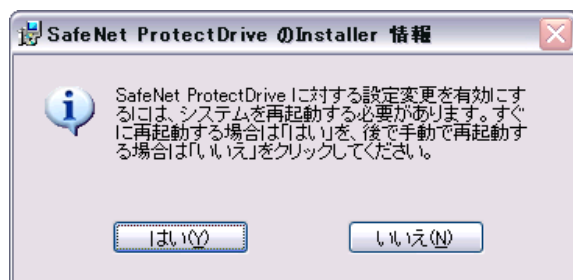 SafeNet ProtectDrive のInstaller 情報
SafeNet ProtectDrive に対する設定変更を有効にす
るには、システムを再起動する必要があります。すぐ
に再起動する場合は「はい」を、後で手動で再起動す
る場合は「いいえ」をクリックしてください。
はい(Y)
いいえ(N)